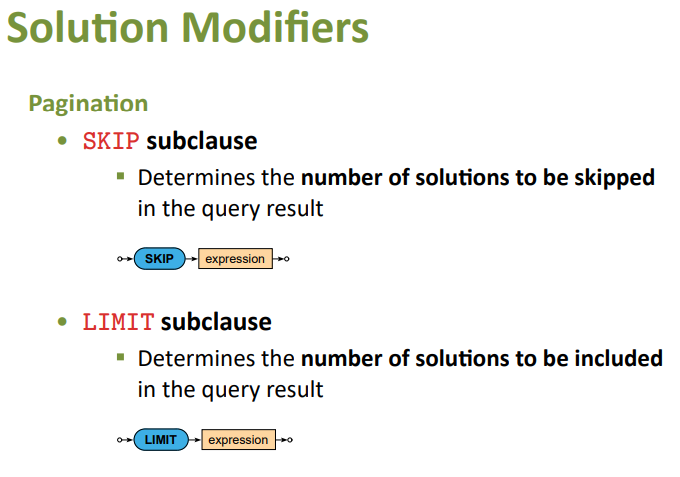 Solution Modifiers
Pagination
• SKIP subclause
▪ Determines the number of solutions to be skipped
in the query result
SKIP expression
• LIMIT subclause
▪ Determines the number of solutions to be included
in the query result
LIMIT expression